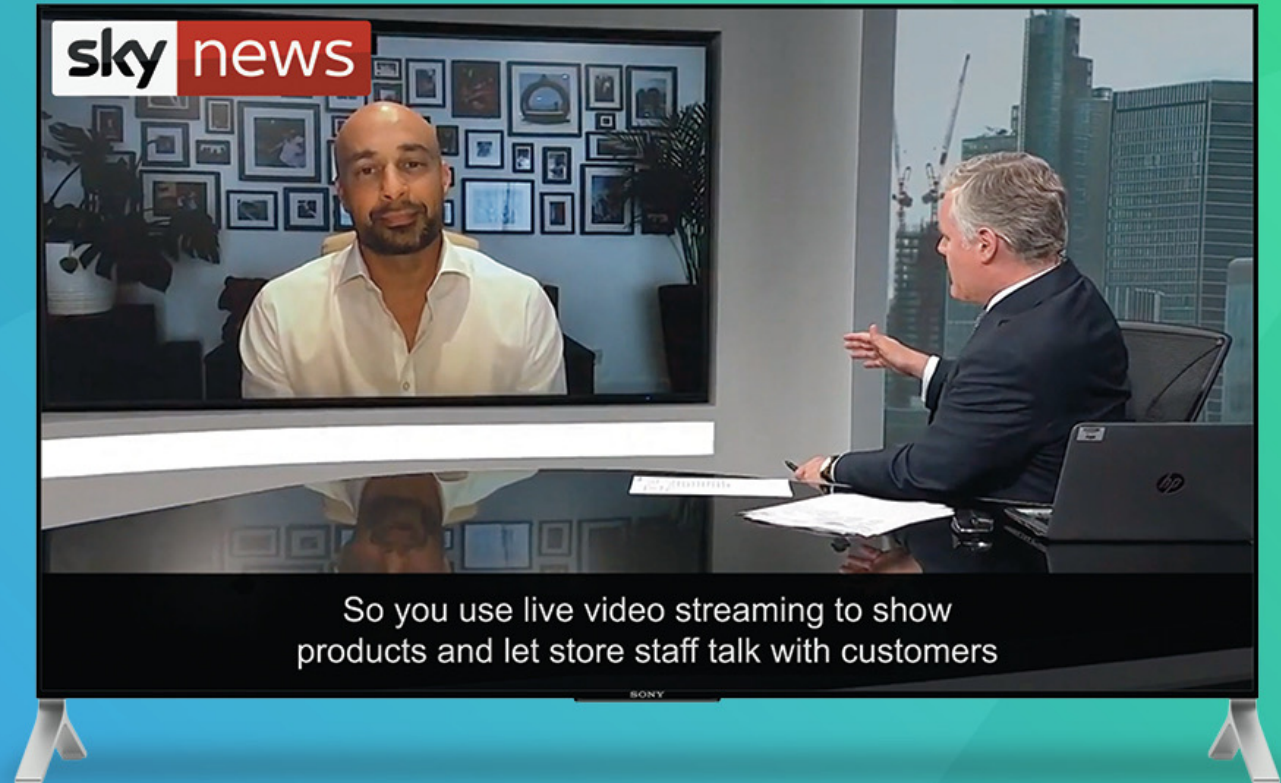 sky news
hp
So you use live video streaming to show
products and let store staff talk with customers
SONY